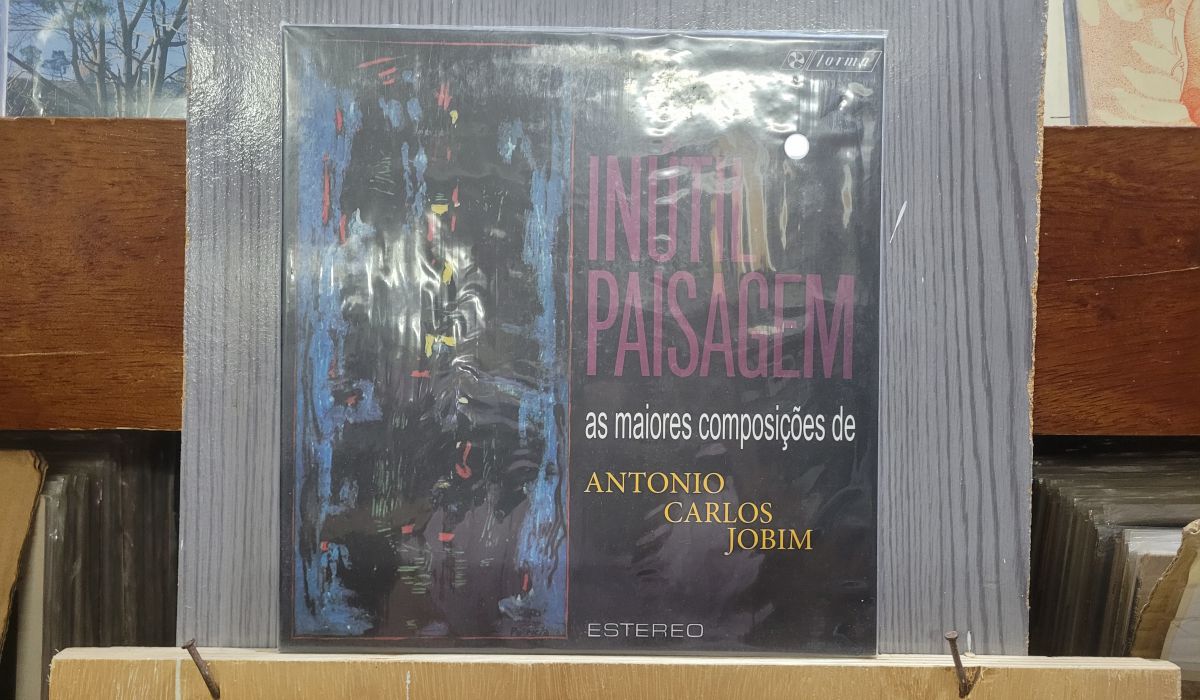 forma
INÚTIL
PAISAGEM
as maiores composições de
ANTONIO
CARLOS
JOBIM
ESTEREO